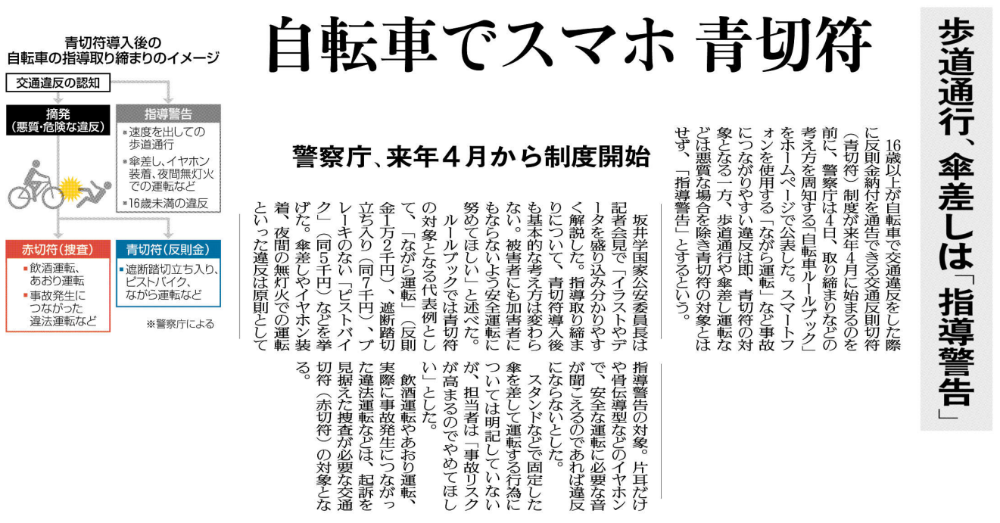 歩道通行、傘差しは「指導警告」
自転車でスマホ 青切符
警察庁、来年4月から制度開始
16歳以上が自転車で交通違反をした際
に反則金納付を通告できる交通反則切符
（青切符）制度が来年4月に始まるのを
前に、警察庁は4日、取り締まりなどの
考え方を周知する「自転車ルールブック」
をホームページで公表した。スマートフ
ォンを使用する「ながら運転」など事故
につながりやすい違反は即、青切符の対
象となる一方、歩道通行や傘差し運転な
どは悪質な場合を除き青切符の対象とは
せず、「指導警告」とするという。
坂井学国家公安委員長は
記者会見で「イラストやデ
ータを盛り込み分かりやす
く解説した。指導取り締ま
りについて、青切符導入後
も基本的な考え方は変わら
ない。被害者にも加害者に
もならないよう安全運転に
努めてほしい」と述べた。
ルールブックでは青切符
の対象となる代表例とし
て、「ながら運転」（反則
金1万2千円）、遮断踏切
立ち入り（同7千円）、ブ
レーキのない「ピストバイ
ク」（同5千円）などを挙
げた。傘差しやイヤホン装
着、夜間の無灯火での運転
といった違反は原則として
指導警告の対象。片耳だけ
や骨伝導型などのイヤホン
で、安全な運転に必要な音
が聞こえるのであれば違反
にならないとした。
スタンドなどで固定した
傘を差して運転する行為に
ついては明記していない
が、担当者は「事故リスク
が高まるのでやめてほし
い」とした。
飲酒運転やあおり運転、
実際に事故発生につながっ
た違法運転などは、起訴を
見据えた捜査が必要な交通
切符（赤切符）の対象とな
る。
青切符導入後の
自転車の指導取り締まりのイメージ
交通違反の認知
摘発
（悪質・危険な違反）
指導警告
▪速度を出しての
歩道通行
▪傘差し、イヤホン
装着、夜間無灯火
での運転など
▪16歳未満の違反
赤切符（捜査）
▪飲酒運転、
あおり運転
▪事故発生に
つながった
違法運転など
青切符（反則金）
▪遮断踏切立ち入り、
ピストバイク、
ながら運転など
※警察庁による